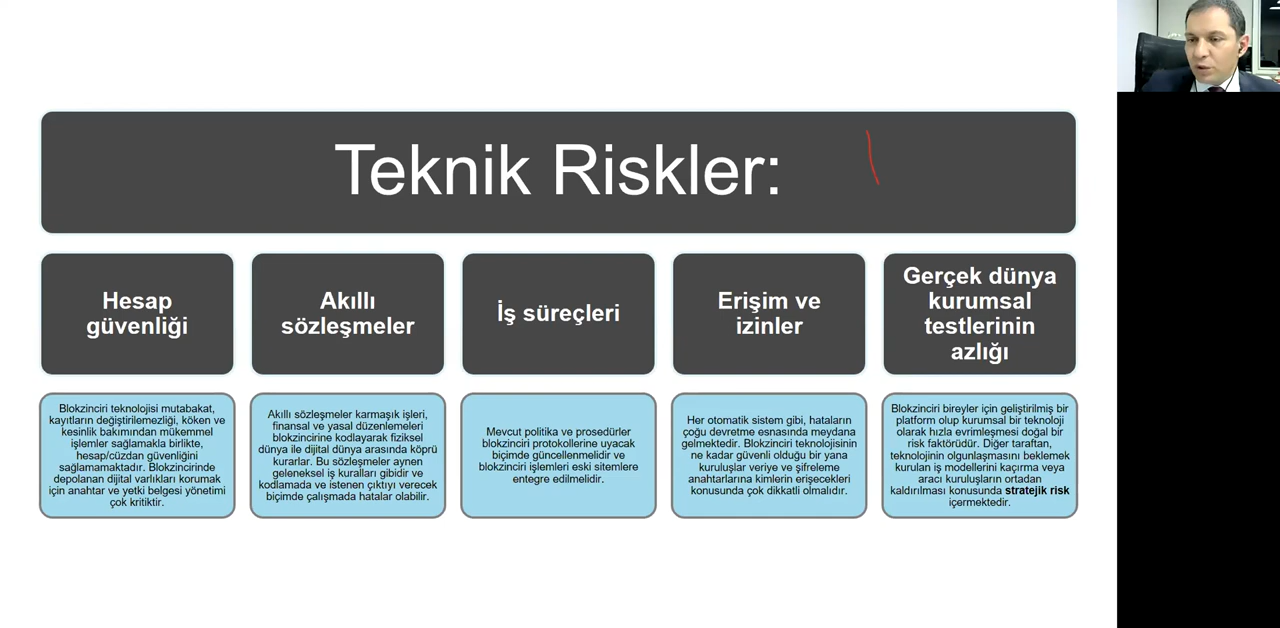 Teknik Riskler:
Hesap
güvenliği
Akıllı
sözleşmeler
İş süreçleri
Erişim ve
izinler
Gerçek dünya
kurumsal
testlerinin
azlığı
Blokzinciri teknolojisi mutabakat,
kayıtların değiştirilemezliği, köken ve
kesinlik bakımından mükemmel
işlemler sağlamakla birlikte,
hesap/cüzdan güvenliğini
sağlamamaktadır. Blokzincirinde
depolanan dijital varlıkları korumak
için anahtar ve yetki belgesi yönetimi
çok kritiktir.
Akıllı sözleşmeler karmaşık işleri,
finansal ve yasal düzenlemeleri
blokzincirine kodlayarak fiziksel
dünya ile dijital dünya arasında köprü
kurarlar. Bu sözleşmeler aynen
geleneksel iş kuralları gibidir ve
kodlamada ve istenen çıktıyı verecek
biçimde çalışmada hatalar olabilir.
Mevcut politika ve prosedürler
blokzinciri protokollerine uyacak
biçimde güncellenmelidir ve
blokzinciri işlemleri eski sitemlere
entegre edilmelidir.
Her otomatik sistem gibi, hataların
çoğu devretme esnasında meydana
gelmektedir. Blokzinciri teknolojisinin
ne kadar güvenli olduğu bir yana
kuruluşlar veriye ve şifreleme
anahtarlarına kimlerin erişecekleri
konusunda çok dikkatli olmalıdır.
Blokzinciri bireyler için geliştirilmiş bir
platform olup kurumsal bir teknoloji
olarak hızla evrimleşmesi doğal bir
risk faktörüdür. Diğer taraftan,
teknolojinin olgunlaşmasını beklemek
kurulan iş modellerini kaçırma veya
aracı kuruluşların ortadan
kaldırılması konusunda stratejik risk
içermektedir.